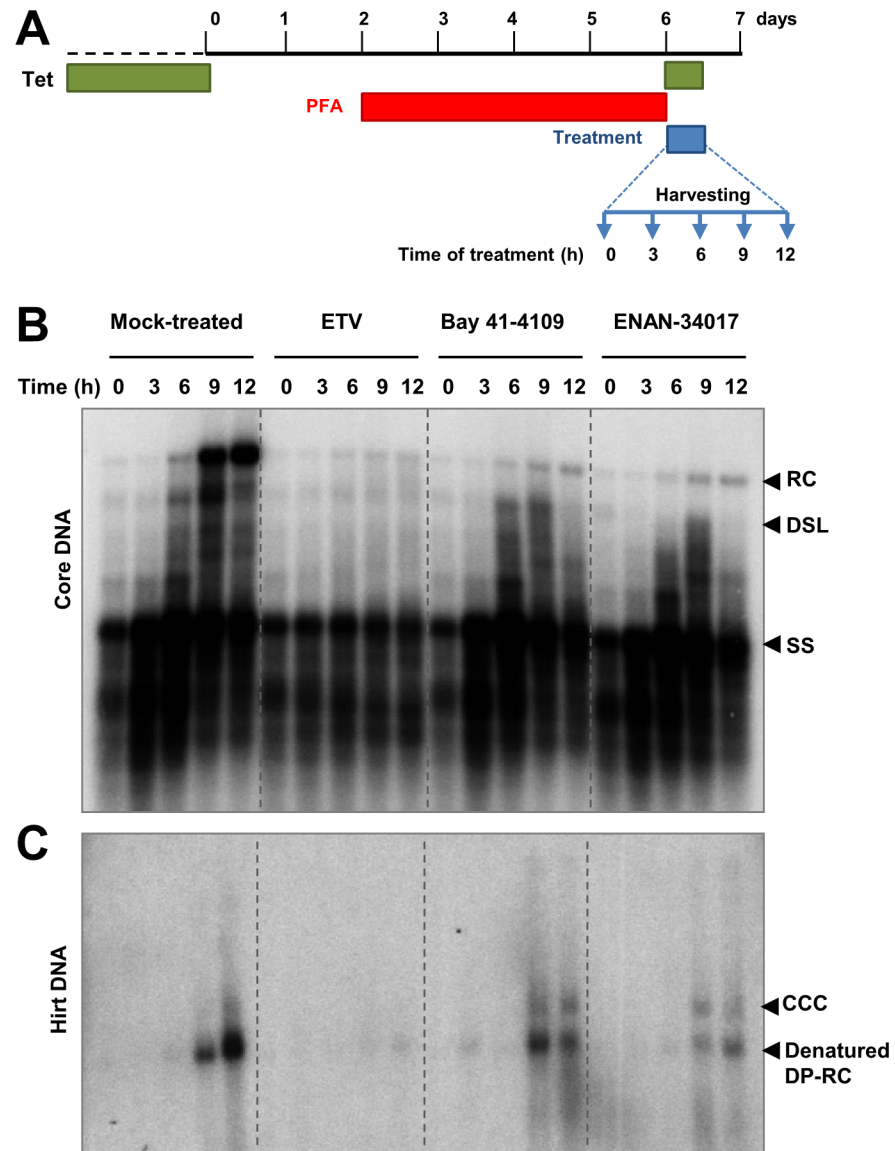 A
0 1 2 3 4 5 6 7 days
Tet
PFA
Treatment
Harvesting
Time of treatment (h) 0 3 6 9 12
B
Mock-treated ETV Bay 41-4109 ENAN-34017
Time (h) 0 3 6 9 12 0 3 6 9 12 0 3 6 9 12 0 3 6 9 12
RC
DSL
Core DNA
SS
C
CCC
Hirt DNA
Denatured
DP-RC